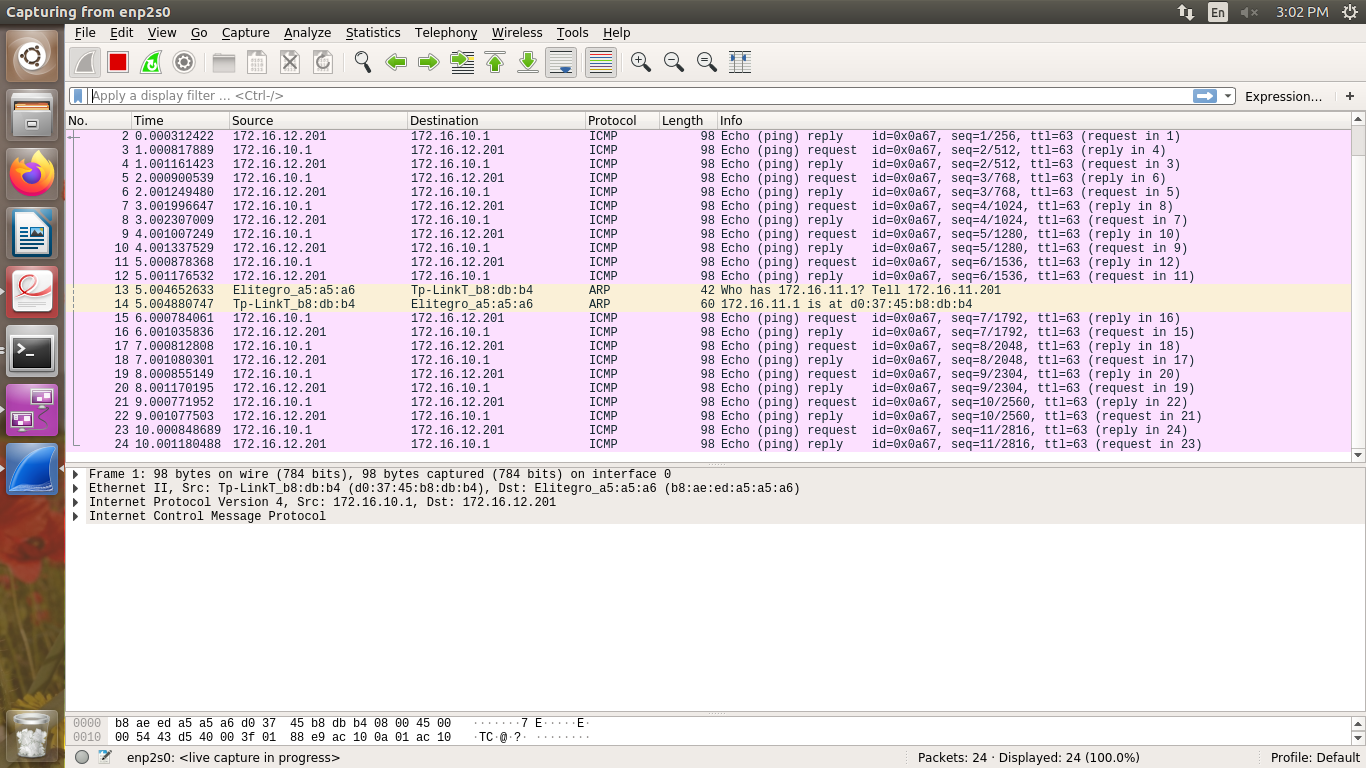 Capturing from enp2s0
En
3:02 PM
File Edit View Go Capture Analyze Statistics Telephony Wireless Tools Help
Apply a display filter ... <Ctrl-/>
Expression...
+
No. Time Source Destination Protocol Length Info
2 0.000312422 172.16.12.201 172.16.10.1 ICMP 98 Echo (ping) reply id=0x0a67, seq=1/256, ttl=63 (request in 1)
3 1.000817889 172.16.10.1 172.16.12.201 ICMP 98 Echo (ping) request id=0x0a67, seq=2/512, ttl=63 (reply in 4)
4 1.001161423 172.16.12.201 172.16.10.1 ICMP 98 Echo (ping) reply id=0x0a67, seq=2/512, ttl=63 (request in 3)
5 2.000900539 172.16.10.1 172.16.12.201 ICMP 98 Echo (ping) request id=0x0a67, seq=3/768, ttl=63 (reply in 6)
6 2.001249480 172.16.12.201 172.16.10.1 ICMP 98 Echo (ping) reply id=0x0a67, seq=3/768, ttl=63 (request in 5)
7 3.001996647 172.16.10.1 172.16.12.201 ICMP 98 Echo (ping) request id=0x0a67, seq=4/1024, ttl=63 (reply in 8)
8 3.002307009 172.16.12.201 172.16.10.1 ICMP 98 Echo (ping) reply id=0x0a67, seq=4/1024, ttl=63 (request in 7)
9 4.001007249 172.16.10.1 172.16.12.201 ICMP 98 Echo (ping) request id=0x0a67, seq=5/1280, ttl=63 (reply in 10)
10 4.001337529 172.16.12.201 172.16.10.1 ICMP 98 Echo (ping) reply id=0x0a67, seq=5/1280, ttl=63 (request in 9)
11 5.000878368 172.16.10.1 172.16.12.201 ICMP 98 Echo (ping) request id=0x0a67, seq=6/1536, ttl=63 (reply in 12)
12 5.001176532 172.16.12.201 172.16.10.1 ICMP 98 Echo (ping) reply id=0x0a67, seq=6/1536, ttl=63 (request in 11)
13 5.004652633 Elitegro_a5:a5:a6 Tp-LinkT_b8:db:b4 ARP 42 Who has 172.16.11.1? Tell 172.16.11.201
14 5.004880747 Tp-LinkT_b8:db:b4 Elitegro_a5:a5:a6 ARP 60 172.16.11.1 is at d0:37:45:b8:db:b4
15 6.000784061 172.16.10.1 172.16.12.201 ICMP 98 Echo (ping) request id=0x0a67, seq=7/1792, ttl=63 (reply in 16)
16 6.001035836 172.16.12.201 172.16.10.1 ICMP 98 Echo (ping) reply id=0x0a67, seq=7/1792, ttl=63 (request in 15)
17 7.000812808 172.16.10.1 172.16.12.201 ICMP 98 Echo (ping) request id=0x0a67, seq=8/2048, ttl=63 (reply in 18)
18 7.001080301 172.16.12.201 172.16.10.1 ICMP 98 Echo (ping) reply id=0x0a67, seq=8/2048, ttl=63 (request in 17)
19 8.000855149 172.16.10.1 172.16.12.201 ICMP 98 Echo (ping) request id=0x0a67, seq=9/2304, ttl=63 (reply in 20)
20 8.001170195 172.16.12.201 172.16.10.1 ICMP 98 Echo (ping) reply id=0x0a67, seq=9/2304, ttl=63 (request in 19)
21 9.000771952 172.16.10.1 172.16.12.201 ICMP 98 Echo (ping) request id=0x0a67, seq=10/2560, ttl=63 (reply in 22)
22 9.001077503 172.16.12.201 172.16.10.1 ICMP 98 Echo (ping) reply id=0x0a67, seq=10/2560, ttl=63 (request in 21)
23 10.000848689 172.16.10.1 172.16.12.201 ICMP 98 Echo (ping) request id=0x0a67, seq=11/2816, ttl=63 (reply in 24)
24 10.001180488 172.16.12.201 172.16.10.1 ICMP 98 Echo (ping) reply id=0x0a67, seq=11/2816, ttl=63 (request in 23)
Frame 1: 98 bytes on wire (784 bits), 98 bytes captured (784 bits) on interface 0
Ethernet II, Src: Tp-LinkT_b8:db:b4 (d0:37:45:b8:db:b4), Dst: Elitegro_a5:a5:a6 (b8:ae:ed:a5:a5:a6)
Internet Protocol Version 4, Src: 172.16.10.1, Dst: 172.16.12.201
Internet Control Message Protocol
0000 b8 ae ed a5 a5 a6 d0 37 45 b8 db b4 08 00 45 00 ·······7 E·····E·
0010 00 54 43 d5 40 00 3f 01 88 e9 ac 10 0a 01 ac 10 ·TC·@·?· ········
enp2s0: <live capture in progress>
Packets: 24 · Displayed: 24 (100.0%)
Profile: Default